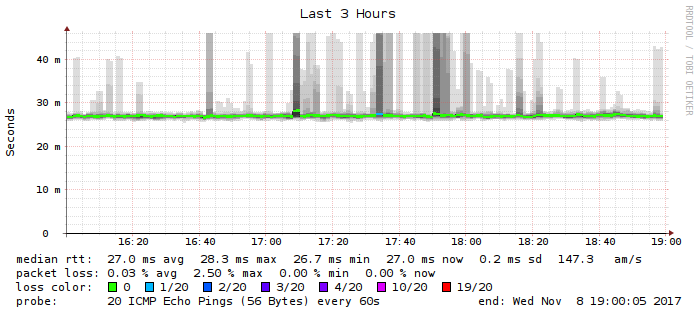 Last 3 Hours
RRDTOOL / TOBI OETIKER
Seconds
40 m
30 m
20 m
10 m
0
16:20 16:40 17:00 17:20 17:40 18:00 18:20 18:40 19:00
median rtt: 27.0 ms avg 28.3 ms max 26.7 ms min 27.0 ms now 0.2 ms sd 147.3 am/s
packet loss: 0.03 % avg 2.50 % max 0.00 % min 0.00 % now
loss color: 0 1/20 2/20 3/20 4/20 10/20 19/20
probe: 20 ICMP Echo Pings (56 Bytes) every 60s end: Wed Nov 8 19:00:05 2017